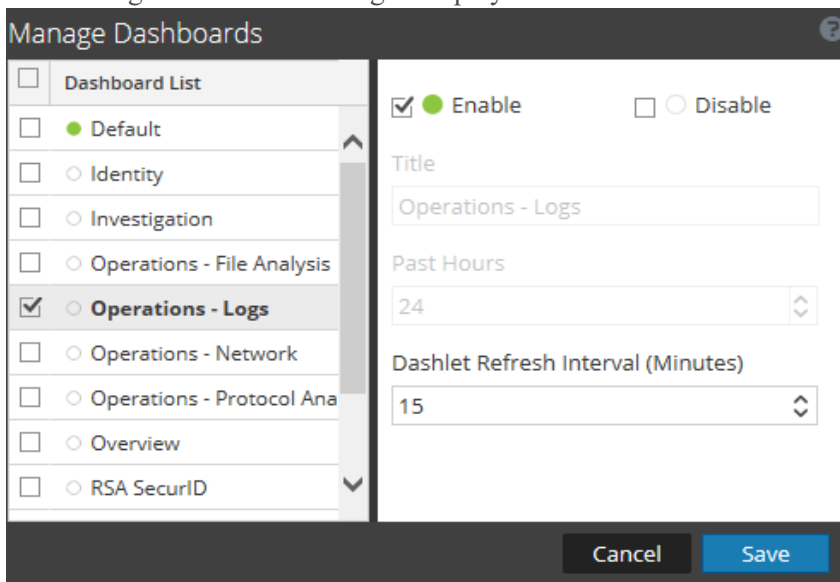 Manage Dashboards
Dashboard List
Default
Identity
Investigation
Operations - File Analysis
Operations - Logs
Operations - Network
Operations - Protocol Ana
Overview
RSA SecurID
Enable
Disable
Title
Operations - Logs
Past Hours
24
Dashlet Refresh Interval (Minutes)
15
Cancel
Save